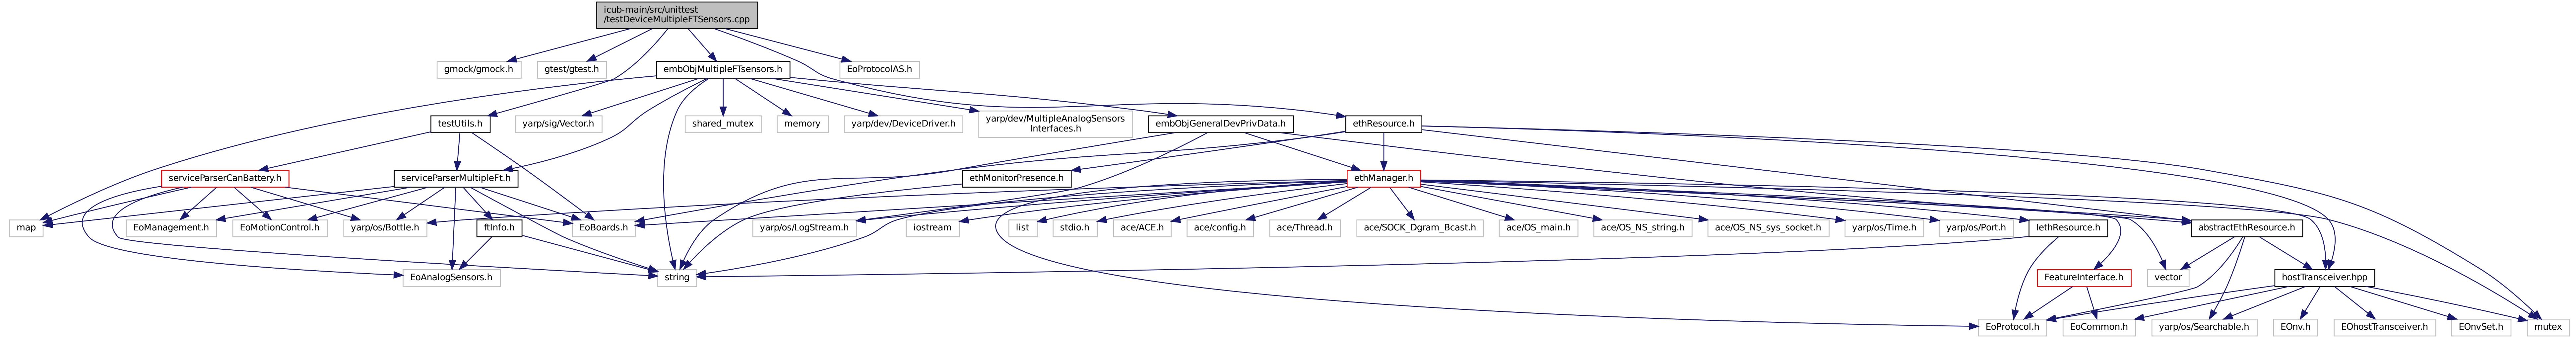 icub-main/src/unittest
/testDeviceMultipleFTSensors.cpp
gmock/gmock.h
gtest/gtest.h
embObjMultipleFTsensors.h
EoProtocolAS.h
testUtils.h
yarp/sig/Vector.h
shared_mutex
memory
yarp/dev/DeviceDriver.h
yarp/dev/MultipleAnalogSensors
Interfaces.h
embObjGeneralDevPrivData.h
ethResource.h
serviceParserCanBattery.h
serviceParserMultipleFt.h
ethMonitorPresence.h
ethManager.h
map
EoManagement.h
EoMotionControl.h
yarp/os/Bottle.h
ftInfo.h
EoBoards.h
yarp/os/LogStream.h
iostream
list
stdio.h
ace/ACE.h
ace/config.h
ace/Thread.h
ace/SOCK_Dgram_Bcast.h
ace/OS_main.h
ace/OS_NS_string.h
ace/OS_NS_sys_socket.h
yarp/os/Time.h
yarp/os/Port.h
IethResource.h
abstractEthResource.h
EoAnalogSensors.h
string
FeatureInterface.h
vector
hostTransceiver.hpp
EoProtocol.h
EoCommon.h
yarp/os/Searchable.h
EOnv.h
EOhostTransceiver.h
EOnvSet.h
mutex